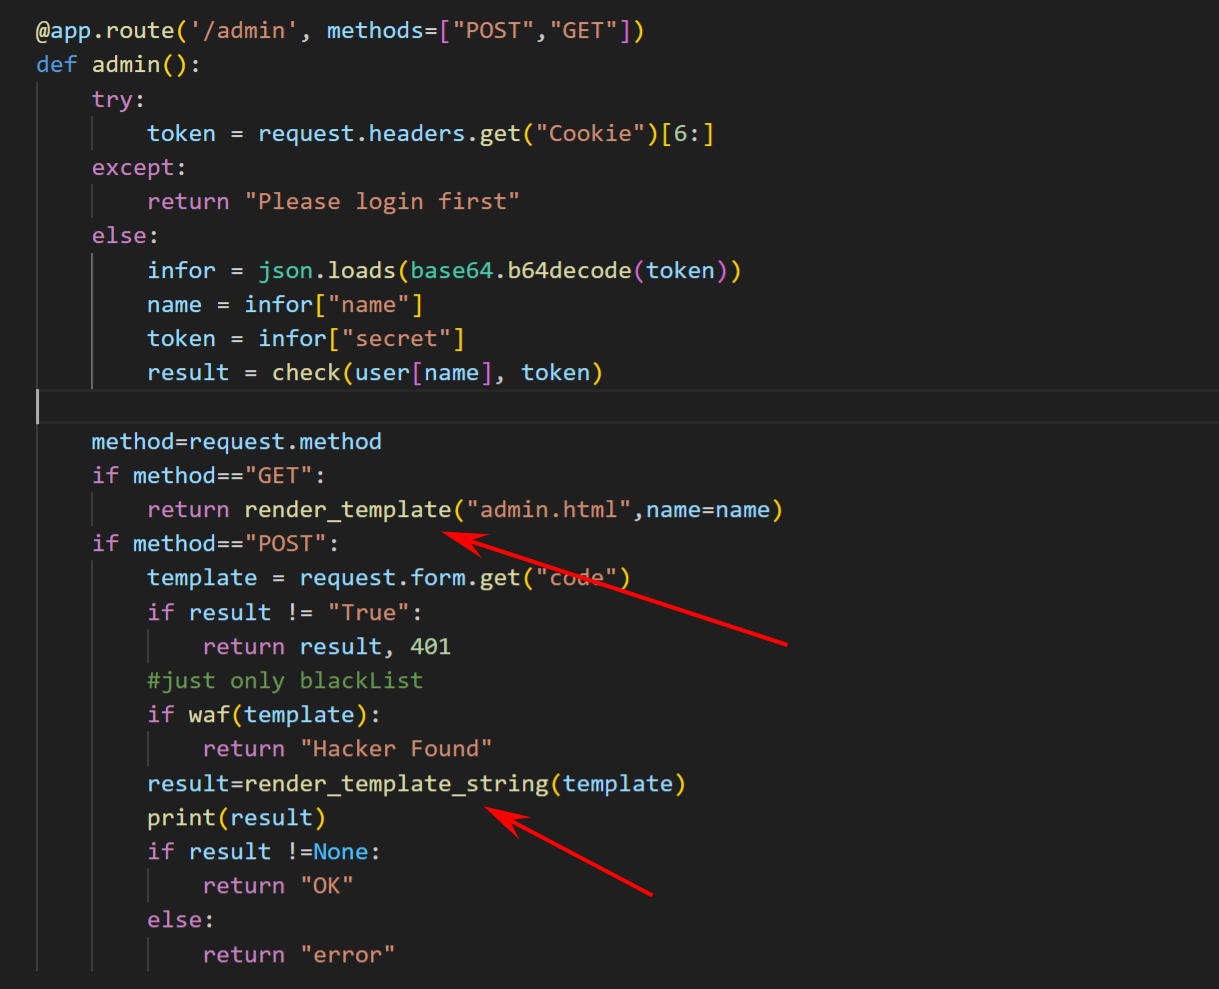 @app.route('/admin', methods=["POST","GET"])
def admin():
    try:
        token = request.headers.get("Cookie")[6:]
    except:
        return "Please login first"
    else:
        infor = json.loads(base64.b64decode(token))
        name = infor["name"]
        token = infor["secret"]
        result = check(user[name], token)
    method=request.method
    if method=="GET":
        return render_template("admin.html",name=name)
    if method=="POST":
        template = request.form.get("code")
        if result != "True":
            return result, 401
        #just only blackList
        if waf(template):
            return "Hacker Found"
        result=render_template_string(template)
        print(result)
        if result !=None:
            return "OK"
        else:
            return "error"